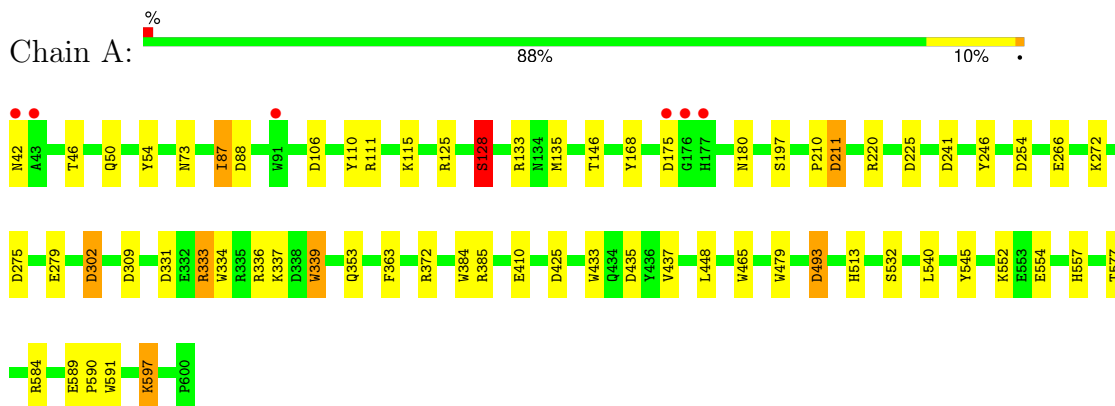 %
Chain A:
88%
10%
•
N42 A43 T46 Q50 Y54 N73 I87 D88 W91 D106 Y110 R111 K115 R125 S128 R133 N134 M135 T146 Y168 D175 G176 H177 N180 S197 P210 D211 R220 D225 D241 Y246 D254 E266 K272
D275 E279 D302 D309 D331 E332 R333 W334 R335 R336 K337 D338 W339 Q353 F363 R372 W384 R385 E410 D425 W433 Q434 D435 Y436 V437 L448 W465 W479 D493 H513 S532 L540 Y545 K552 E553 E554 H557 T577
R584 E589 P590 W591 K597 P600